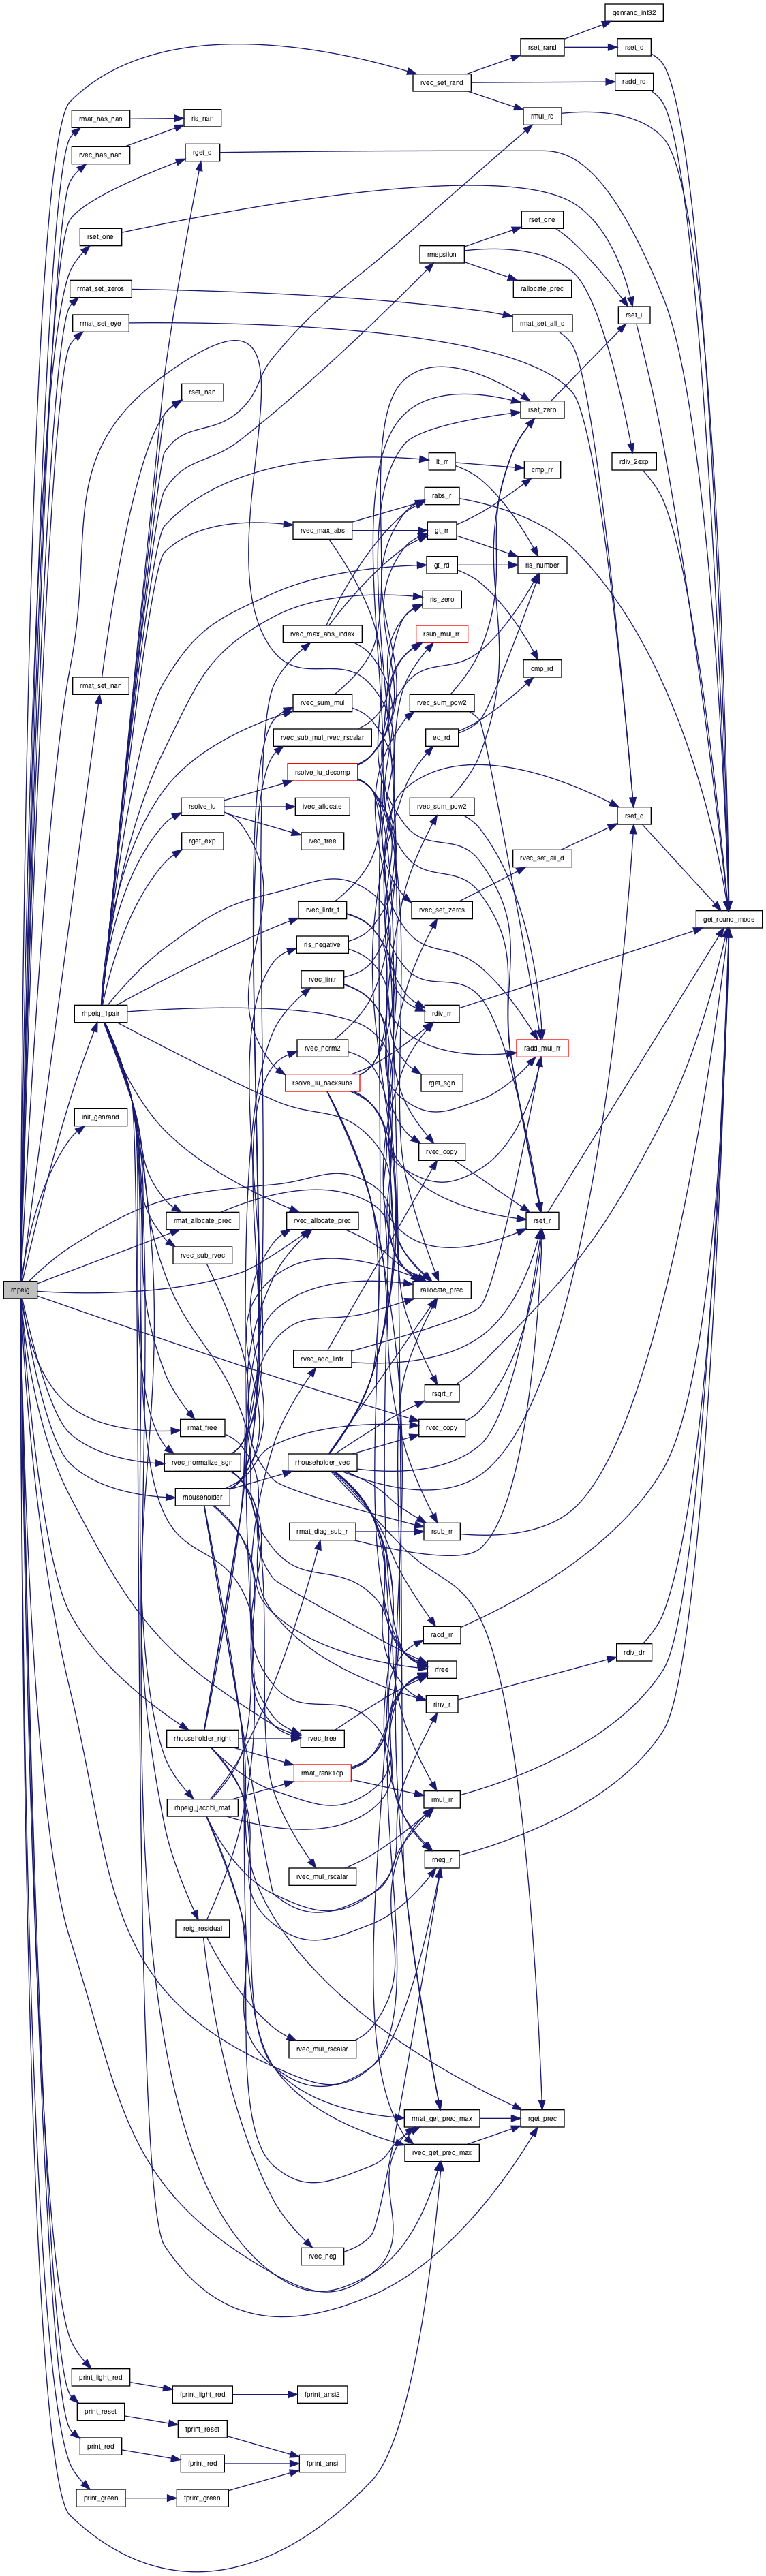 genrand_int32
rset_rand
rset_d
rvec_set_rand
radd_rd
rmul_rd
rmat_has_nan
ris_nan
rvec_has_nan
rget_d
rset_one
rset_one
rmepsilon
rallocate_prec
rmat_set_zeros
rmat_set_eye
rmat_set_all_d
rset_i
rset_nan
rset_zero
lt_rr
cmp_rr
rdiv_2exp
rabs_r
rvec_max_abs
gt_rr
gt_rd
ris_number
ris_zero
rvec_max_abs_index
rsub_mul_rr
cmp_rd
rmat_set_nan
rvec_sum_mul
rvec_sum_pow2
rvec_sub_mul_rvec_rscalar
eq_rd
rsolve_lu_decomp
rsolve_lu
ivec_allocate
rvec_sum_pow2
rset_d
rget_exp
ivec_free
rvec_set_all_d
rvec_lintr_t
rvec_set_zeros
get_round_mode
ris_negative
rvec_lintr
rhpeig_1pair
rdiv_rr
rvec_norm2
radd_mul_rr
rsolve_lu_backsubs
rget_sgn
init_genrand
rvec_copy
rmat_allocate_prec
rvec_allocate_prec
rset_r
rvec_sub_rvec
rhpeig
rallocate_prec
rvec_add_lintr
rsqrt_r
rmat_free
rvec_copy
rvec_normalize_sgn
rhouseholder_vec
rhouseholder
rmat_diag_sub_r
rsub_rr
radd_rr
rdiv_dr
rfree
rinv_r
rhouseholder_right
rvec_free
rmat_rank1op
rhpeig_jacobi_mat
rmul_rr
rneg_r
rvec_mul_rscalar
reig_residual
rvec_mul_rscalar
rmat_get_prec_max
rget_prec
rvec_get_prec_max
rvec_neg
print_light_red
fprint_light_red
fprint_ansi2
print_reset
fprint_reset
print_red
fprint_red
fprint_ansi
print_green
fprint_green